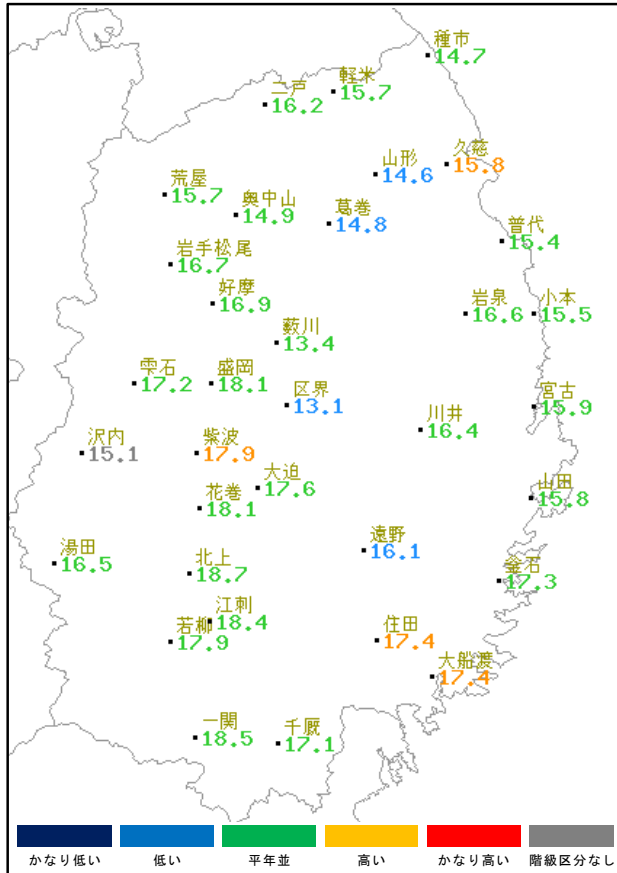 種市
14.7
軽米
15.7
二戸
16.2
久慈
15.8
山形
14.6
荒屋
15.7
奥中山
14.9
葛巻
14.8
普代
15.4
岩手松尾
16.7
好摩
16.9
岩泉
16.6
小本
15.5
薮川
13.4
雫石
17.2
盛岡
18.1
区界
13.1
宮古
15.9
川井
16.4
沢内
15.1
紫波
17.9
大迫
17.6
山田
15.8
花巻
18.1
遠野
16.1
湯田
16.5
北上
18.7
釜石
17.3
江刺
18.4
若柳
17.9
住田
17.4
大船渡
17.4
一関
18.5
千厩
17.1
かなり低い 低い 平年並 高い かなり高い 階級区分なし